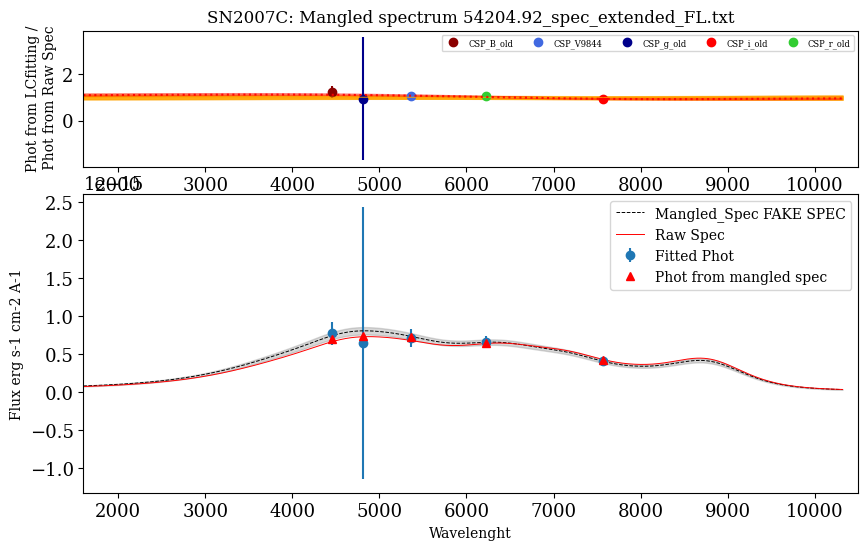 SN2007C: Mangled spectrum 54204.92_spec_extended_FL.txt
Phot from LCfitting /
Phot from Raw Spec
CSP_B_old CSP_V9844 CSP_g_old CSP_i_old CSP_r_old
2
0
2000 3000 4000 5000 6000 7000 8000 9000 10000
1e−15
Flux erg s-1 cm-2 A-1
2.5
2.0
1.5
1.0
0.5
0.0
−0.5
−1.0
Mangled_Spec FAKE SPEC
Raw Spec
Fitted Phot
Phot from mangled spec
2000 3000 4000 5000 6000 7000 8000 9000 10000
Wavelenght